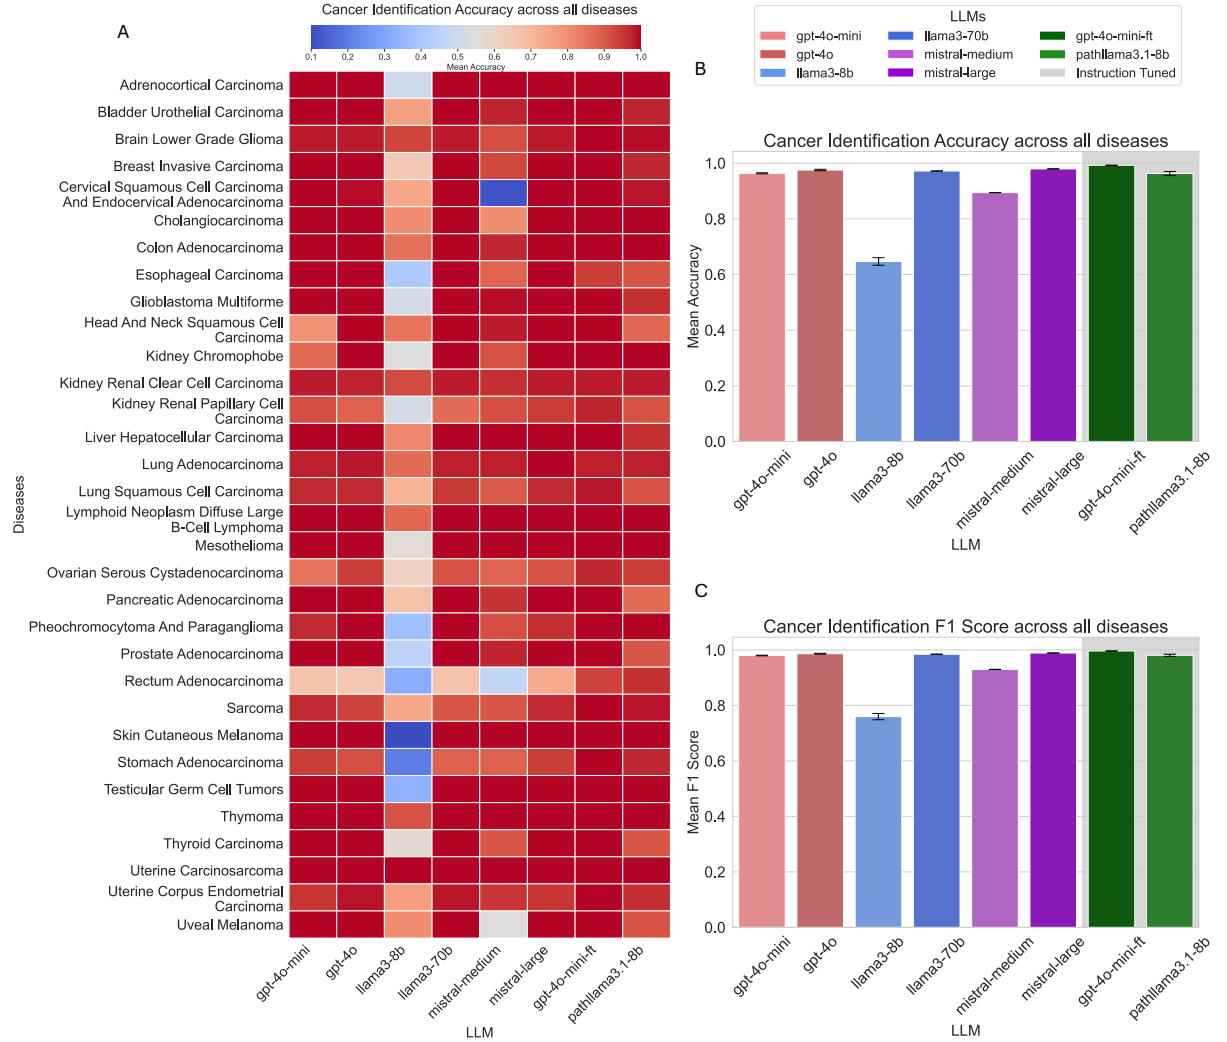 A
Cancer Identification Accuracy across all diseases
0.1 0.2 0.3 0.4 0.5 0.6 0.7 0.8 0.9 1.0
Mean Accuracy
Diseases
Adrenocortical Carcinoma
Bladder Urothelial Carcinoma
Brain Lower Grade Glioma
Breast Invasive Carcinoma
Cervical Squamous Cell Carcinoma
And Endocervical Adenocarcinoma
Cholangiocarcinoma
Colon Adenocarcinoma
Esophageal Carcinoma
Glioblastoma Multiforme
Head And Neck Squamous Cell
Carcinoma
Kidney Chromophobe
Kidney Renal Clear Cell Carcinoma
Kidney Renal Papillary Cell
Carcinoma
Liver Hepatocellular Carcinoma
Lung Adenocarcinoma
Lung Squamous Cell Carcinoma
Lymphoid Neoplasm Diffuse Large
B-Cell Lymphoma
Mesothelioma
Ovarian Serous Cystadenocarcinoma
Pancreatic Adenocarcinoma
Pheochromocytoma And Paraganglioma
Prostate Adenocarcinoma
Rectum Adenocarcinoma
Sarcoma
Skin Cutaneous Melanoma
Stomach Adenocarcinoma
Testicular Germ Cell Tumors
Thymoma
Thyroid Carcinoma
Uterine Carcinosarcoma
Uterine Corpus Endometrial
Carcinoma
Uveal Melanoma
gpt-4o-mini
gpt-4o
llama3-8b
llama3-70b
mistral-medium
mistral-large
gpt-4o-mini-ft
pathllama3.1-8b
LLM
LLMs
gpt-4o-mini
gpt-4o
llama3-8b
llama3-70b
mistral-medium
mistral-large
gpt-4o-mini-ft
pathllama3.1-8b
Instruction Tuned
B
Cancer Identification Accuracy across all diseases
Mean Accuracy
1.0
0.8
0.6
0.4
0.2
0.0
gpt-4o-mini
gpt-4o
llama3-8b
llama3-70b
mistral-medium
mistral-large
gpt-4o-mini-ft
pathllama3.1-8b
LLM
C
Cancer Identification F1 Score across all diseases
Mean F1 Score
1.0
0.8
0.6
0.4
0.2
0.0
gpt-4o-mini
gpt-4o
llama3-8b
llama3-70b
mistral-medium
mistral-large
gpt-4o-mini-ft
pathllama3.1-8b
LLM